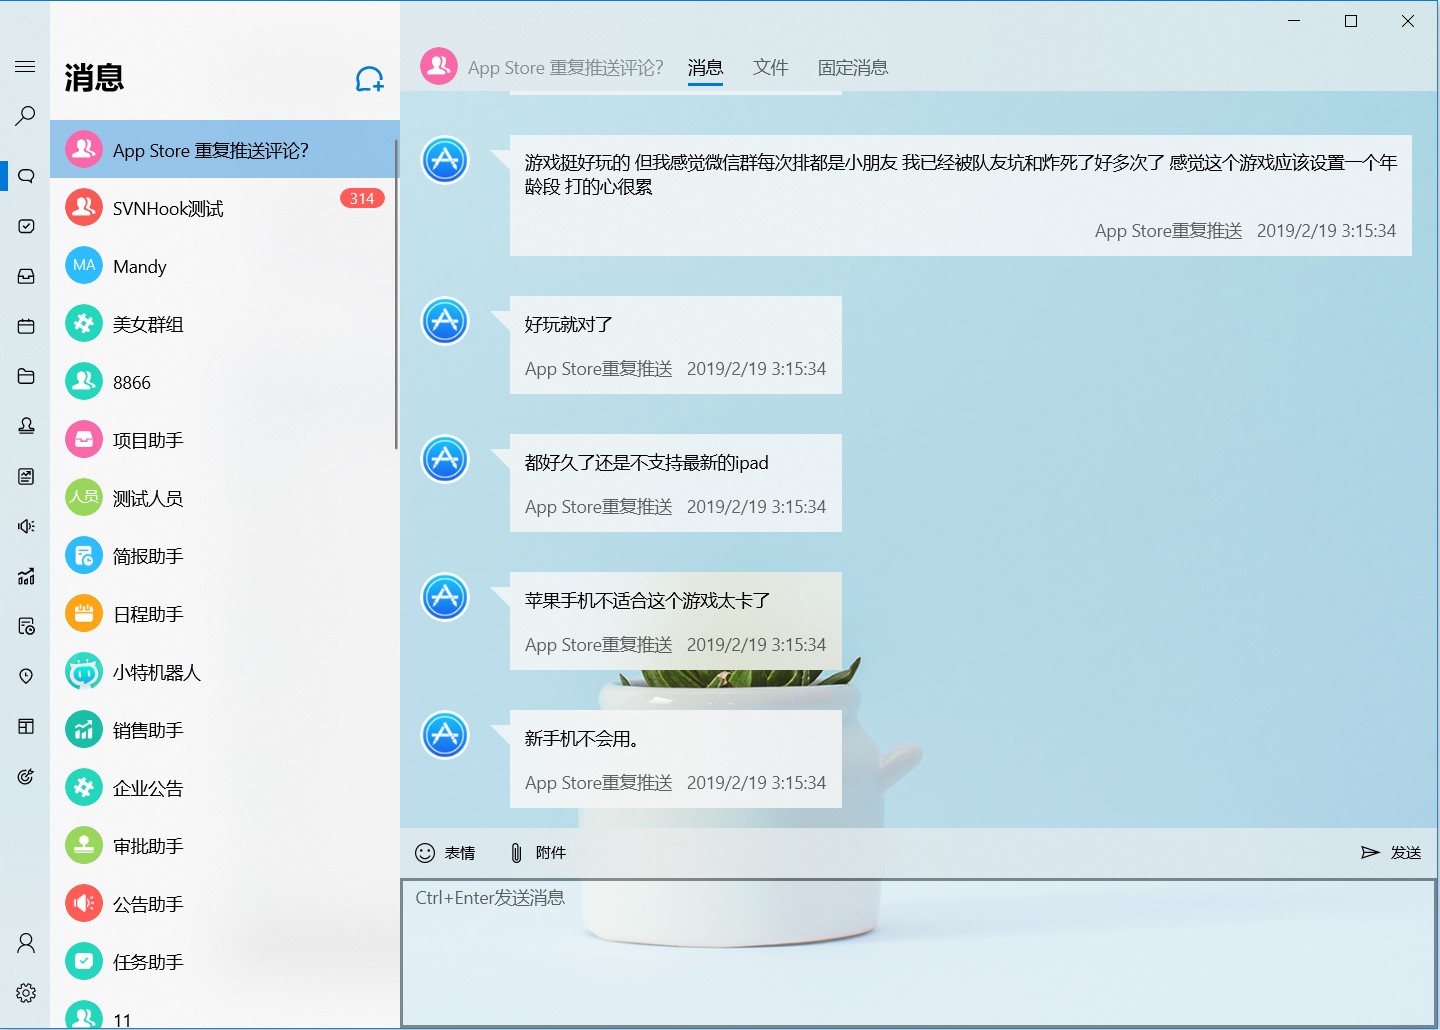 消息
App Store 重复推送评论?
SVNHook测试
314
MA
Mandy
美女群组
8866
项目助手
人员
测试人员
简报助手
日程助手
小特机器人
销售助手
企业公告
审批助手
公告助手
任务助手
11
App Store 重复推送评论?
消息
文件
固定消息
游戏挺好玩的 但我感觉微信群每次排都是小朋友 我已经被队友坑和炸死了好多次了 感觉这个游戏应该设置一个年
龄段 打的心很累
App Store重复推送 2019/2/19 3:15:34
好玩就对了
App Store重复推送 2019/2/19 3:15:34
都好久了还是不支持最新的ipad
App Store重复推送 2019/2/19 3:15:34
苹果手机不适合这个游戏太卡了
App Store重复推送 2019/2/19 3:15:34
新手机不会用。
App Store重复推送 2019/2/19 3:15:34
表情
附件
发送
Ctrl+Enter发送消息